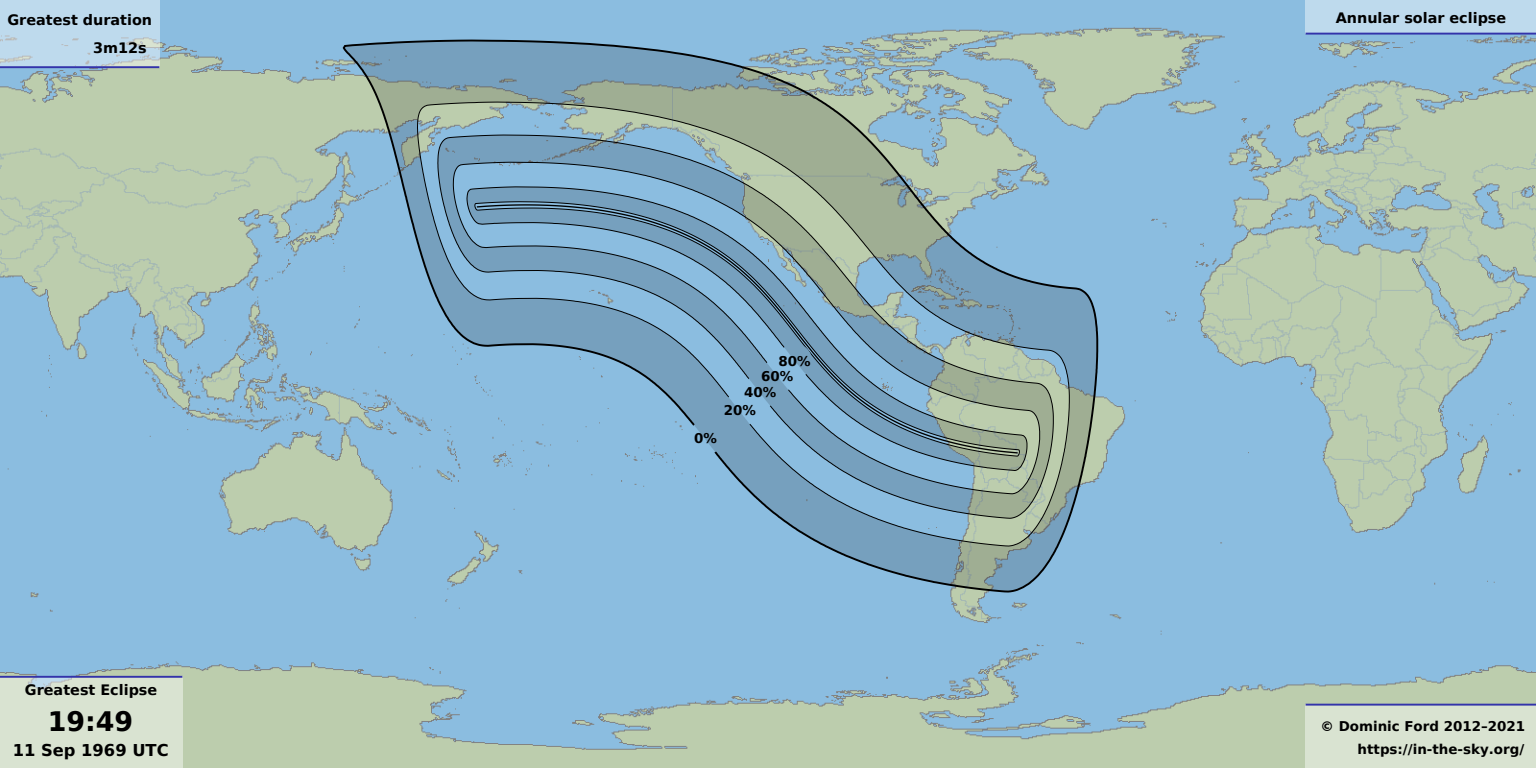 Greatest duration
3m12s
Annular solar eclipse
80%
60%
40%
20%
0%
Greatest Eclipse
19:49
11 Sep 1969 UTC
© Dominic Ford 2012–2021
https://in-the-sky.org/